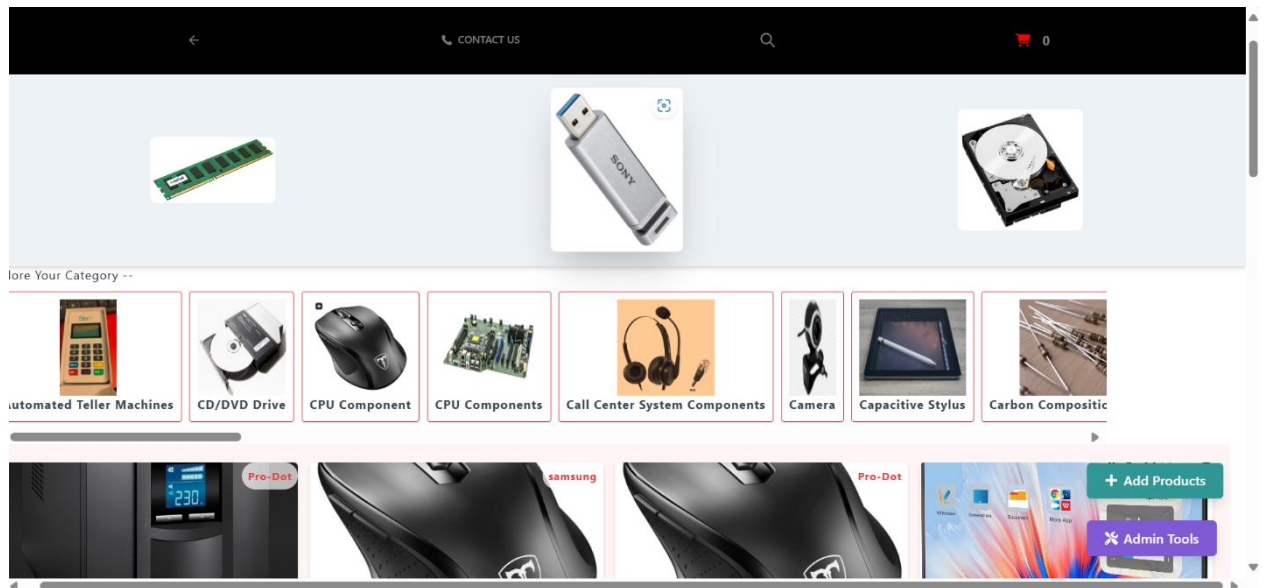 CONTACT US
0
SONY
lore Your Category --
utomated Teller Machines
CD/DVD Drive
CPU Component
CPU Components
Call Center System Components
Camera
Capacitive Stylus
Carbon Compositic
Pro-Dot
230
samsung
Pro-Dot
+ Add Products
Admin Tools